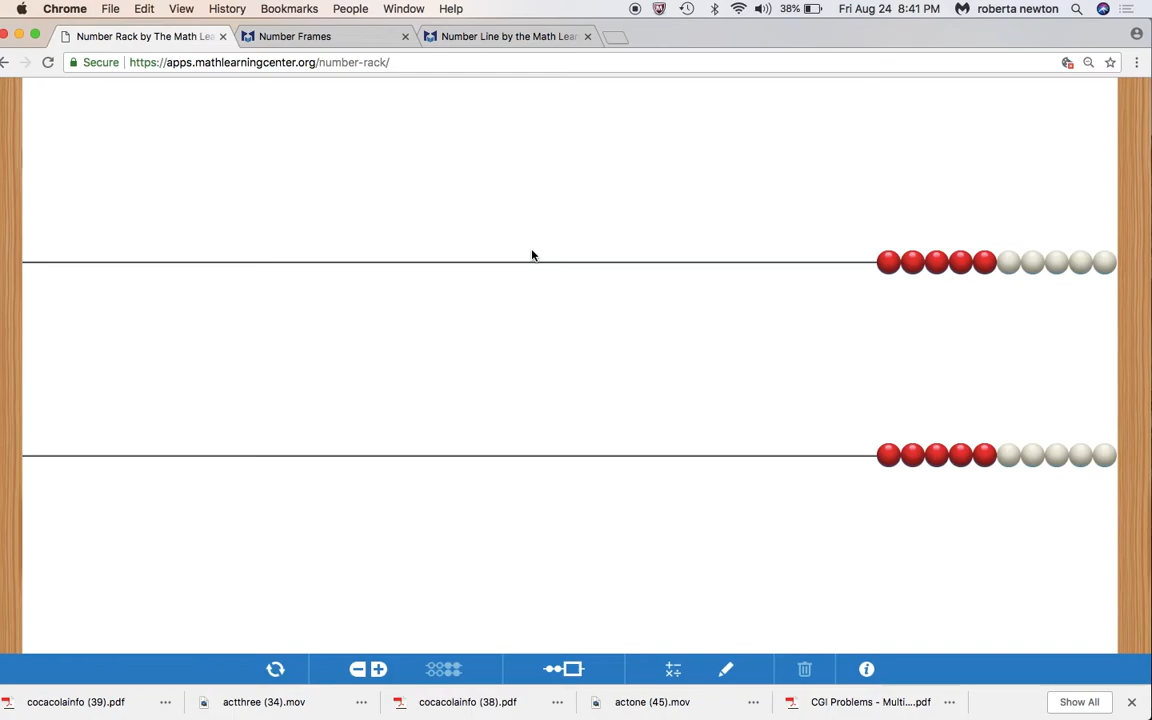 Chrome File Edit View History Bookmarks People Window Help 38% Fri Aug 24 8:41 PM roberta newton
Number Rack by The Math Lea Number Frames Number Line by the Math Lear
Secure https://apps.mathlearningcenter.org/number-rack/
cocacolainfo (39).pdf actthree (34).mov cocacolainfo (38).pdf actone (45).mov CGI Problems - Multi....pdf Show All